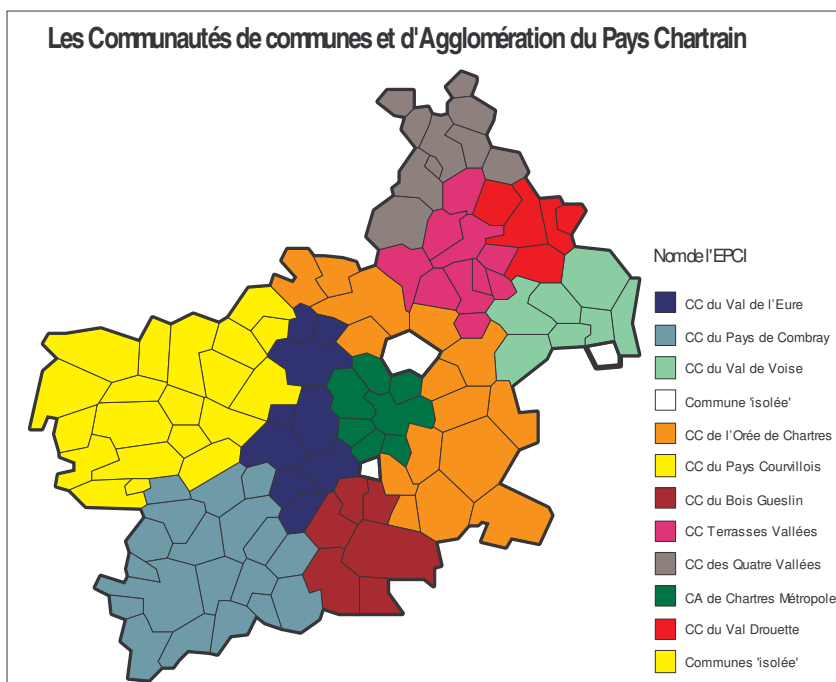 Les Communautés de communes et d'Agglomération du Pays Chartrain
Nom de l'EPCI
CC du Val de l'Eure
CC du Pays de Combray
CC du Val de Voise
Commune 'isolée'
CC de l'Orée de Chartres
CC du Pays Courvillois
CC du Bois Gueslin
CC Terrasses Vallées
CC des Quatre Vallées
CA de Chartres Métropole
CC du Val Drouette
Communes 'isolée'